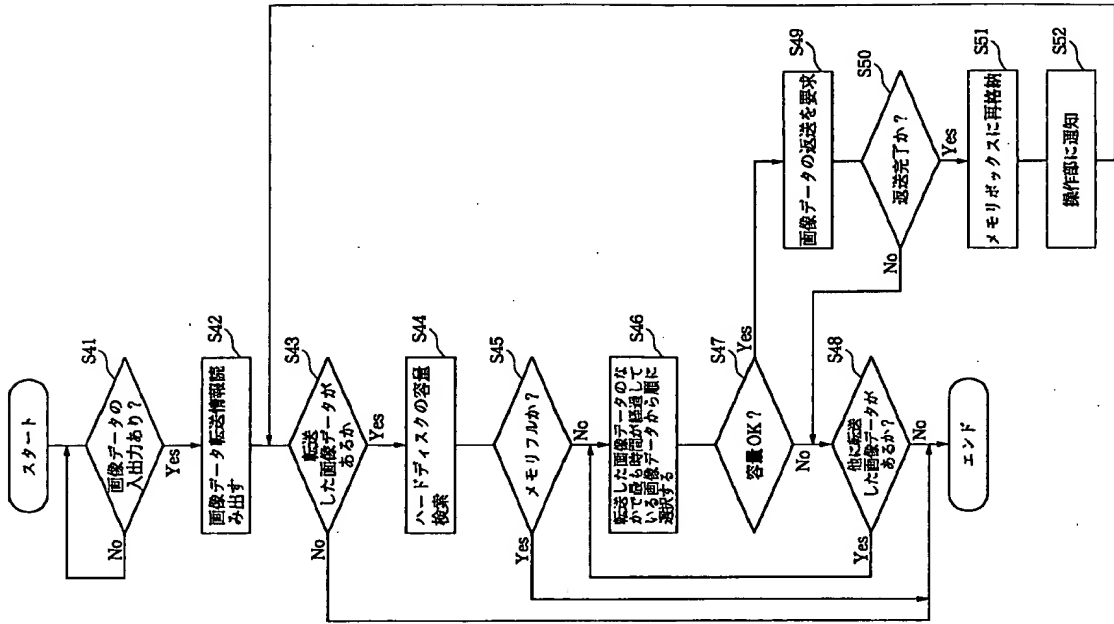 スタート
S41
画像データの
入出力あり?
No
Yes
S42
画像データ転送情報読
み出す
S43
転送
した画像データが
あるか
No
Yes
S44
ハードディスクの容量
検索
S45
メモリフルか?
Yes
No
S46
転送した画像データのな
かで最も時間が経過して
いる画像データから順に
選択する
S47
容量OK?
Yes
No
S48
他に転送
した画像データが
あるか?
Yes
No
エンド
S49
画像データの返送を要求
S50
返送完了か?
No
Yes
S51
メモリボックスに再格納
S52
操作部に通知